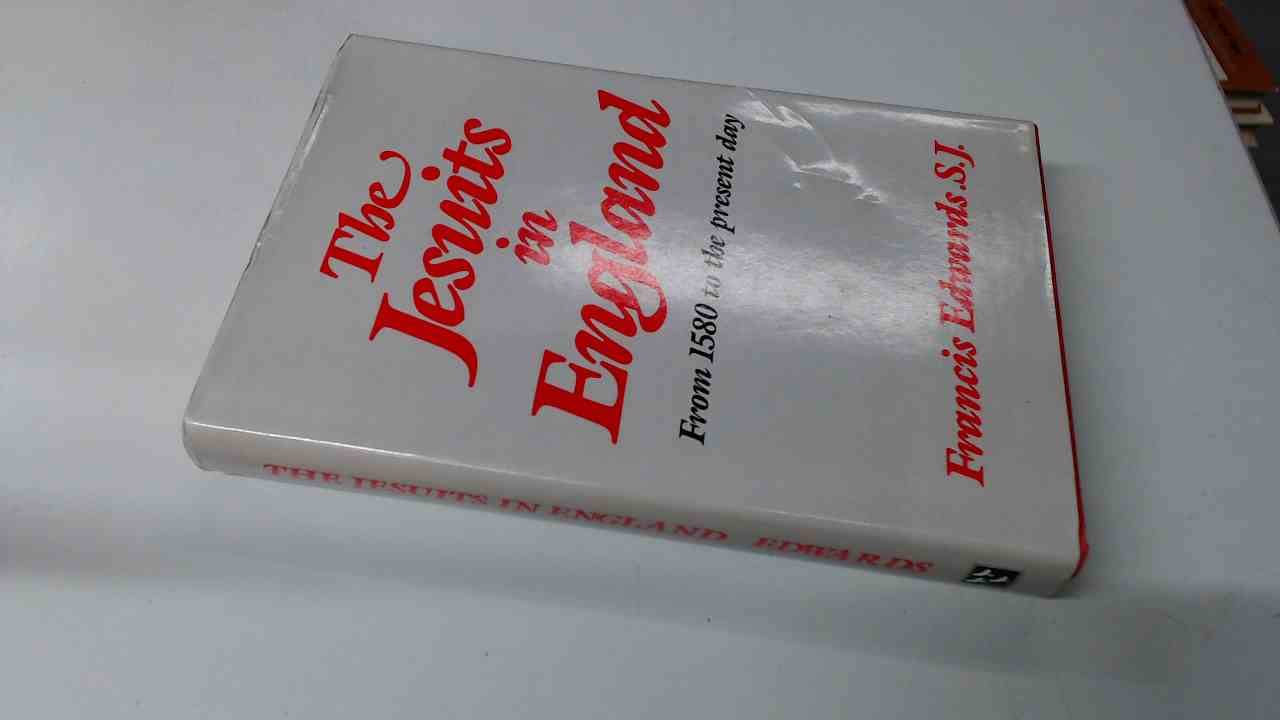 The
Jesuits
in
England
From 1580 to the present day
Francis Edwards.S.J.
THE JESUITS IN ENGLAND EDWARDS